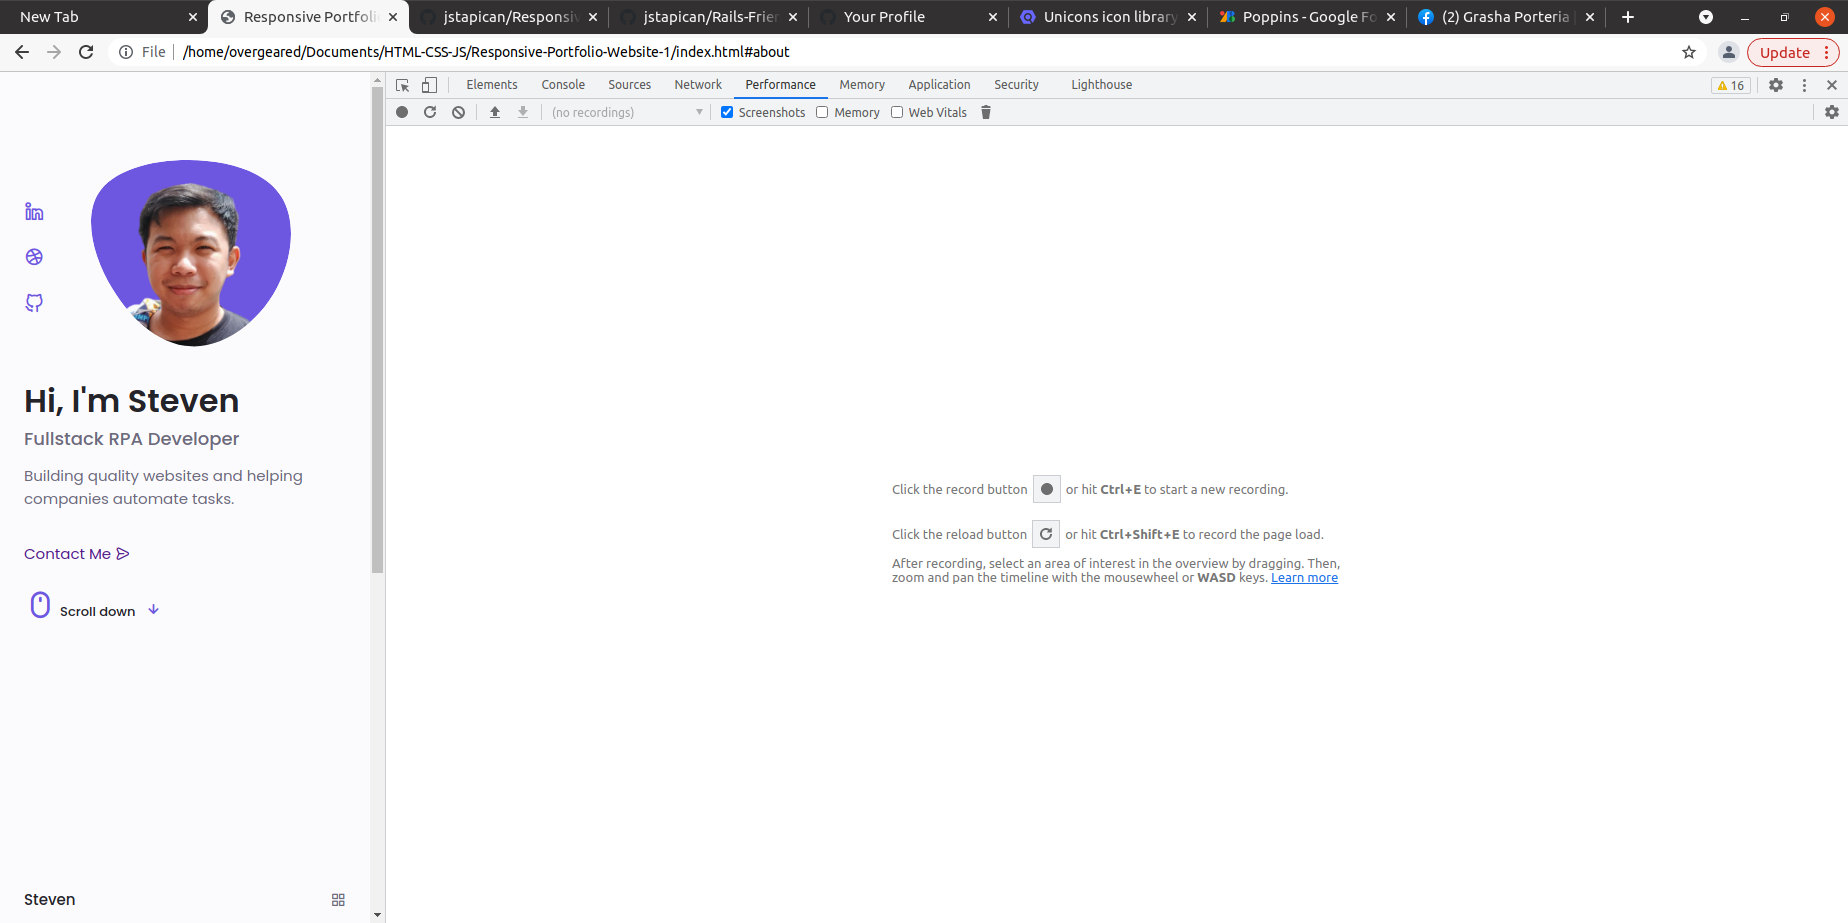 New Tab
Responsive Portfoli
jstapican/Responsiv
jstapican/Rails-Frier
Your Profile
Unicons icon library
Poppins - Google Fo
(2) Grasha Porteria
File
/home/overgeared/Documents/HTML-CSS-JS/Responsive-Portfolio-Website-1/index.html#about
Update
Elements Console Sources Network Performance Memory Application Security Lighthouse
16
(no recordings) Screenshots Memory Web Vitals
in
Hi, I'm Steven
Fullstack RPA Developer
Building quality websites and helping
companies automate tasks.
Contact Me
Scroll down
Steven
Click the record button or hit Ctrl+E to start a new recording.
Click the reload button or hit Ctrl+Shift+E to record the page load.
After recording, select an area of interest in the overview by dragging. Then,
zoom and pan the timeline with the mousewheel or WASD keys. Learn more